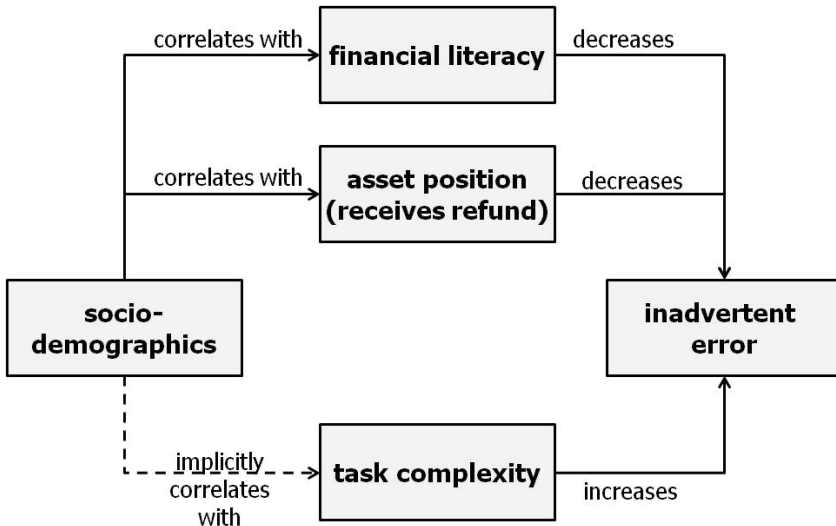 correlates with
financial literacy
decreases
correlates with
asset position
(receives refund)
decreases
socio-
demographics
inadvertent
error
implicitly
correlates
with
task complexity
increases